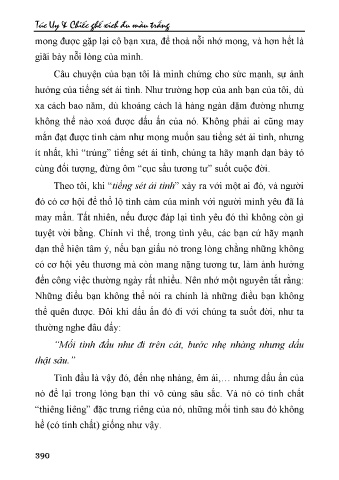 Túc Uy & Chiếc ghế xích đu màu trắng
mong được gặp lại cô bạn xưa, để thoả nỗi nhớ mong, và hơn hết là
giãi bày nỗi lòng của mình.
Câu chuyện của bạn tôi là minh chứng cho sức mạnh, sự ảnh
hưởng của tiếng sét ái tình. Như trường hợp của anh bạn của tôi, dù
xa cách bao năm, dù khoảng cách là hàng ngàn dặm đường nhưng
không thể nào xoá được dấu ấn của nó. Không phải ai cũng may
mắn đạt được tình cảm như mong muốn sau tiếng sét ái tình, nhưng
ít nhất, khi “trúng” tiếng sét ái tình, chúng ta hãy mạnh dạn bày tỏ
cùng đối tượng, đừng ôm “cục sầu tương tư” suốt cuộc đời.
Theo tôi, khi “tiếng sét ái tình” xảy ra với một ai đó, và người
đó có cơ hội để thổ lộ tình cảm của mình với người mình yêu đã là
may mắn. Tất nhiên, nếu được đáp lại tình yêu đó thì không còn gì
tuyệt vời bằng. Chính vì thế, trong tình yêu, các bạn cứ hãy mạnh
dạn thể hiện tâm ý, nếu bạn giấu nó trong lòng chẳng những không
có cơ hội yêu thương mà còn mang nặng tương tư, làm ảnh hưởng
đến công việc thường ngày rất nhiều. Nên nhớ một nguyên tắt rằng:
Những điều bạn không thể nói ra chính là những điều bạn không
thể quên được. Đôi khi dấu ấn đó đi với chúng ta suốt đời, như ta
thường nghe đâu đấy:
“Mối tình đầu như đi trên cát, bước nhẹ nhàng nhưng dấu
thật sâu.”
Tình đầu là vậy đó, đến nhẹ nhàng, êm ái,… nhưng dấu ấn của
nó để lại trong lòng bạn thì vô cùng sâu sắc. Và nó có tính chất
“thiêng liêng” đặc trưng riêng của nó, những mối tình sau đó không
hề (có tính chất) giống như vậy.
390